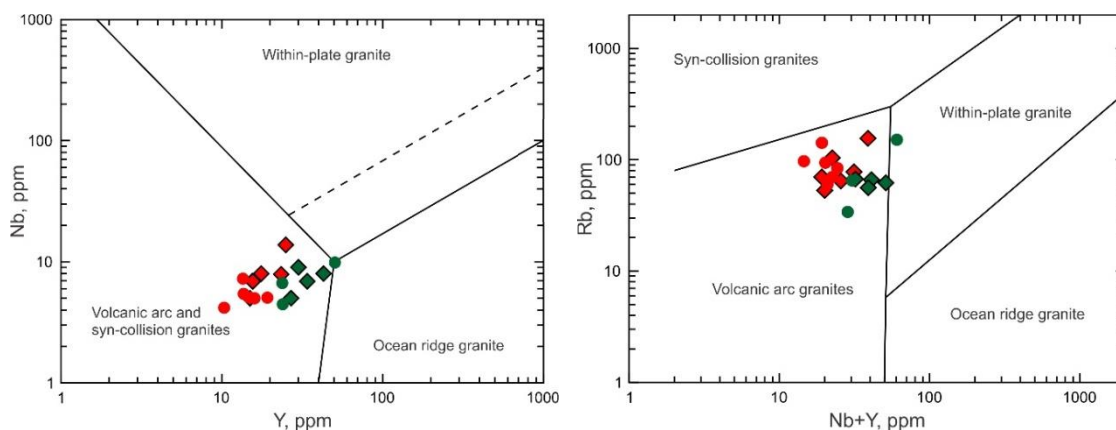 1000
100
10
1
Nb, ppm
Within-plate granite
Volcanic arc and
syn-collision granites
Ocean ridge granite
1 10 100 1000
Y, ppm
1000
100
10
1
Rb, ppm
Syn-collision granites
Within-plate granite
Volcanic arc granites
Ocean ridge granite
1 10 100 1000
Nb+Y, ppm